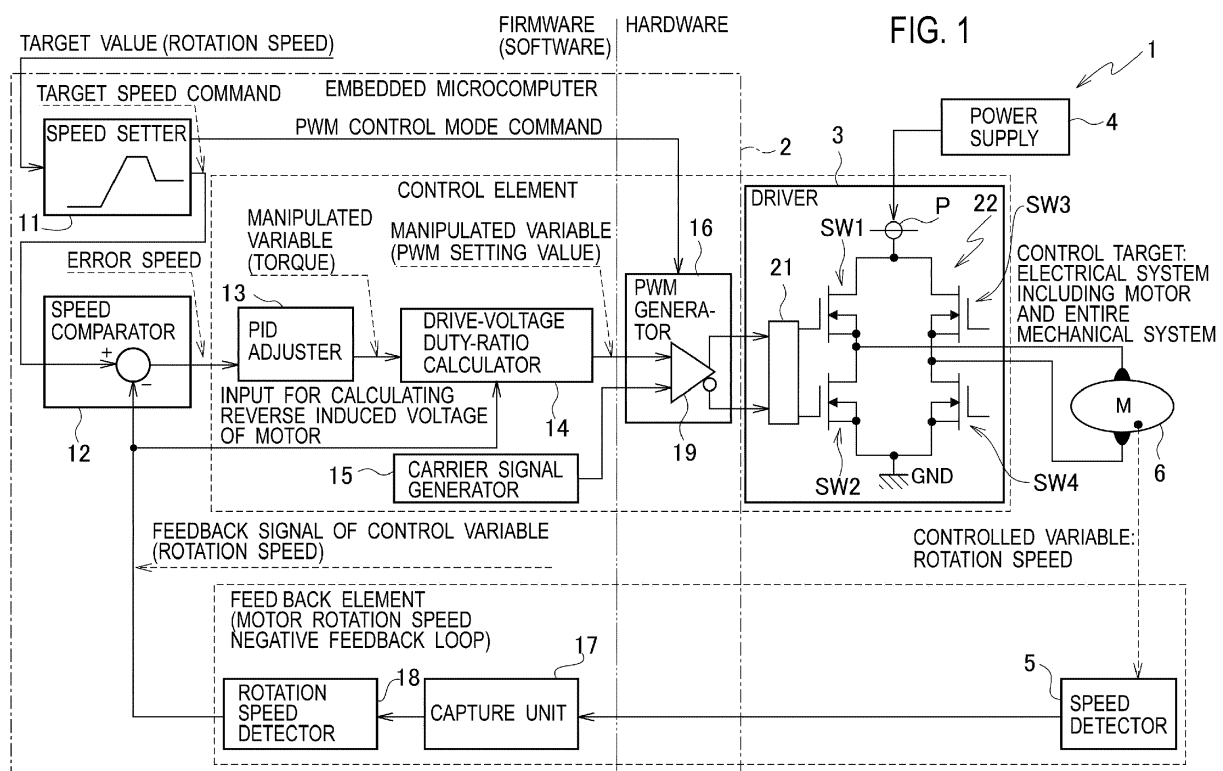 FIG. 1
FIRMWARE
(SOFTWARE)
HARDWARE
1
TARGET VALUE (ROTATION SPEED)
EMBEDDED MICROCOMPUTER
2
TARGET SPEED COMMAND
SPEED SETTER
11
PWM CONTROL MODE COMMAND
POWER
SUPPLY
4
3
CONTROL ELEMENT
DRIVER
P
22
SW1
SW3
MANIPULATED
VARIABLE
(TORQUE)
MANIPULATED VARIABLE
(PWM SETTING VALUE)
16
ERROR SPEED
CONTROL TARGET:
ELECTRICAL SYSTEM
INCLUDING MOTOR
AND ENTIRE
MECHANICAL SYSTEM
SPEED
COMPARATOR
+
-
12
13
PID
ADJUSTER
DRIVE-VOLTAGE
DUTY-RATIO
CALCULATOR
14
PWM
GENERA-
TOR
19
21
INPUT FOR CALCULATING
REVERSE INDUCED VOLTAGE
OF MOTOR
M
6
15
CARRIER SIGNAL
GENERATOR
SW2
GND
SW4
FEEDBACK SIGNAL OF CONTROL VARIABLE
(ROTATION SPEED)
CONTROLLED VARIABLE:
ROTATION SPEED
FEED BACK ELEMENT
(MOTOR ROTATION SPEED
NEGATIVE FEEDBACK LOOP)
18
ROTATION
SPEED
DETECTOR
17
CAPTURE UNIT
5
SPEED
DETECTOR